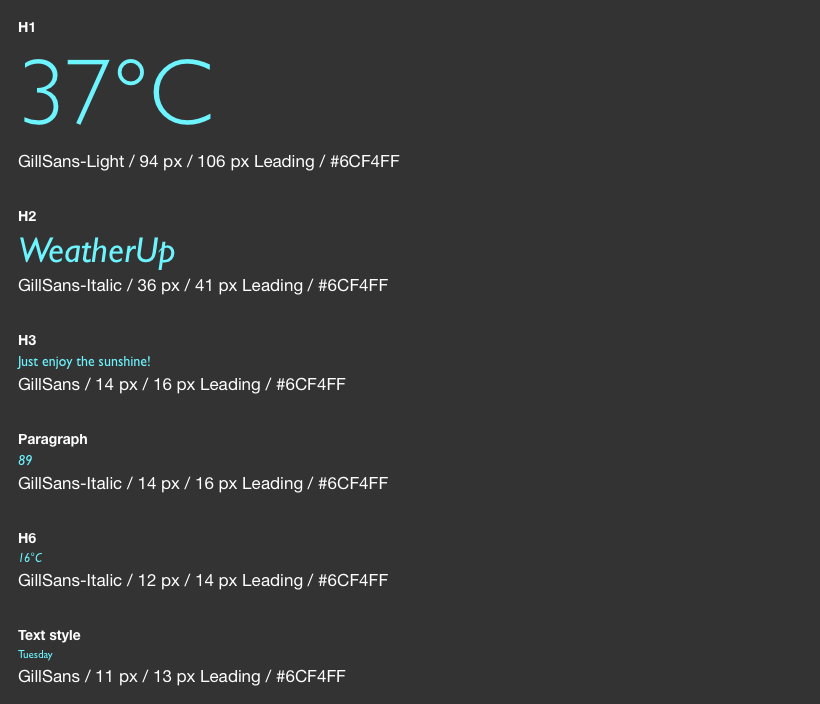 H1
37°C
GillSans-Light / 94 px / 106 px Leading / #6CF4FF
H2
WeatherUp
GillSans-Italic / 36 px / 41 px Leading / #6CF4FF
H3
Just enjoy the sunshine!
GillSans / 14 px / 16 px Leading / #6CF4FF
Paragraph
89
GillSans-Italic / 14 px / 16 px Leading / #6CF4FF
H6
16°C
GillSans-Italic / 12 px / 14 px Leading / #6CF4FF
Text style
Tuesday
GillSans / 11 px / 13 px Leading / #6CF4FF